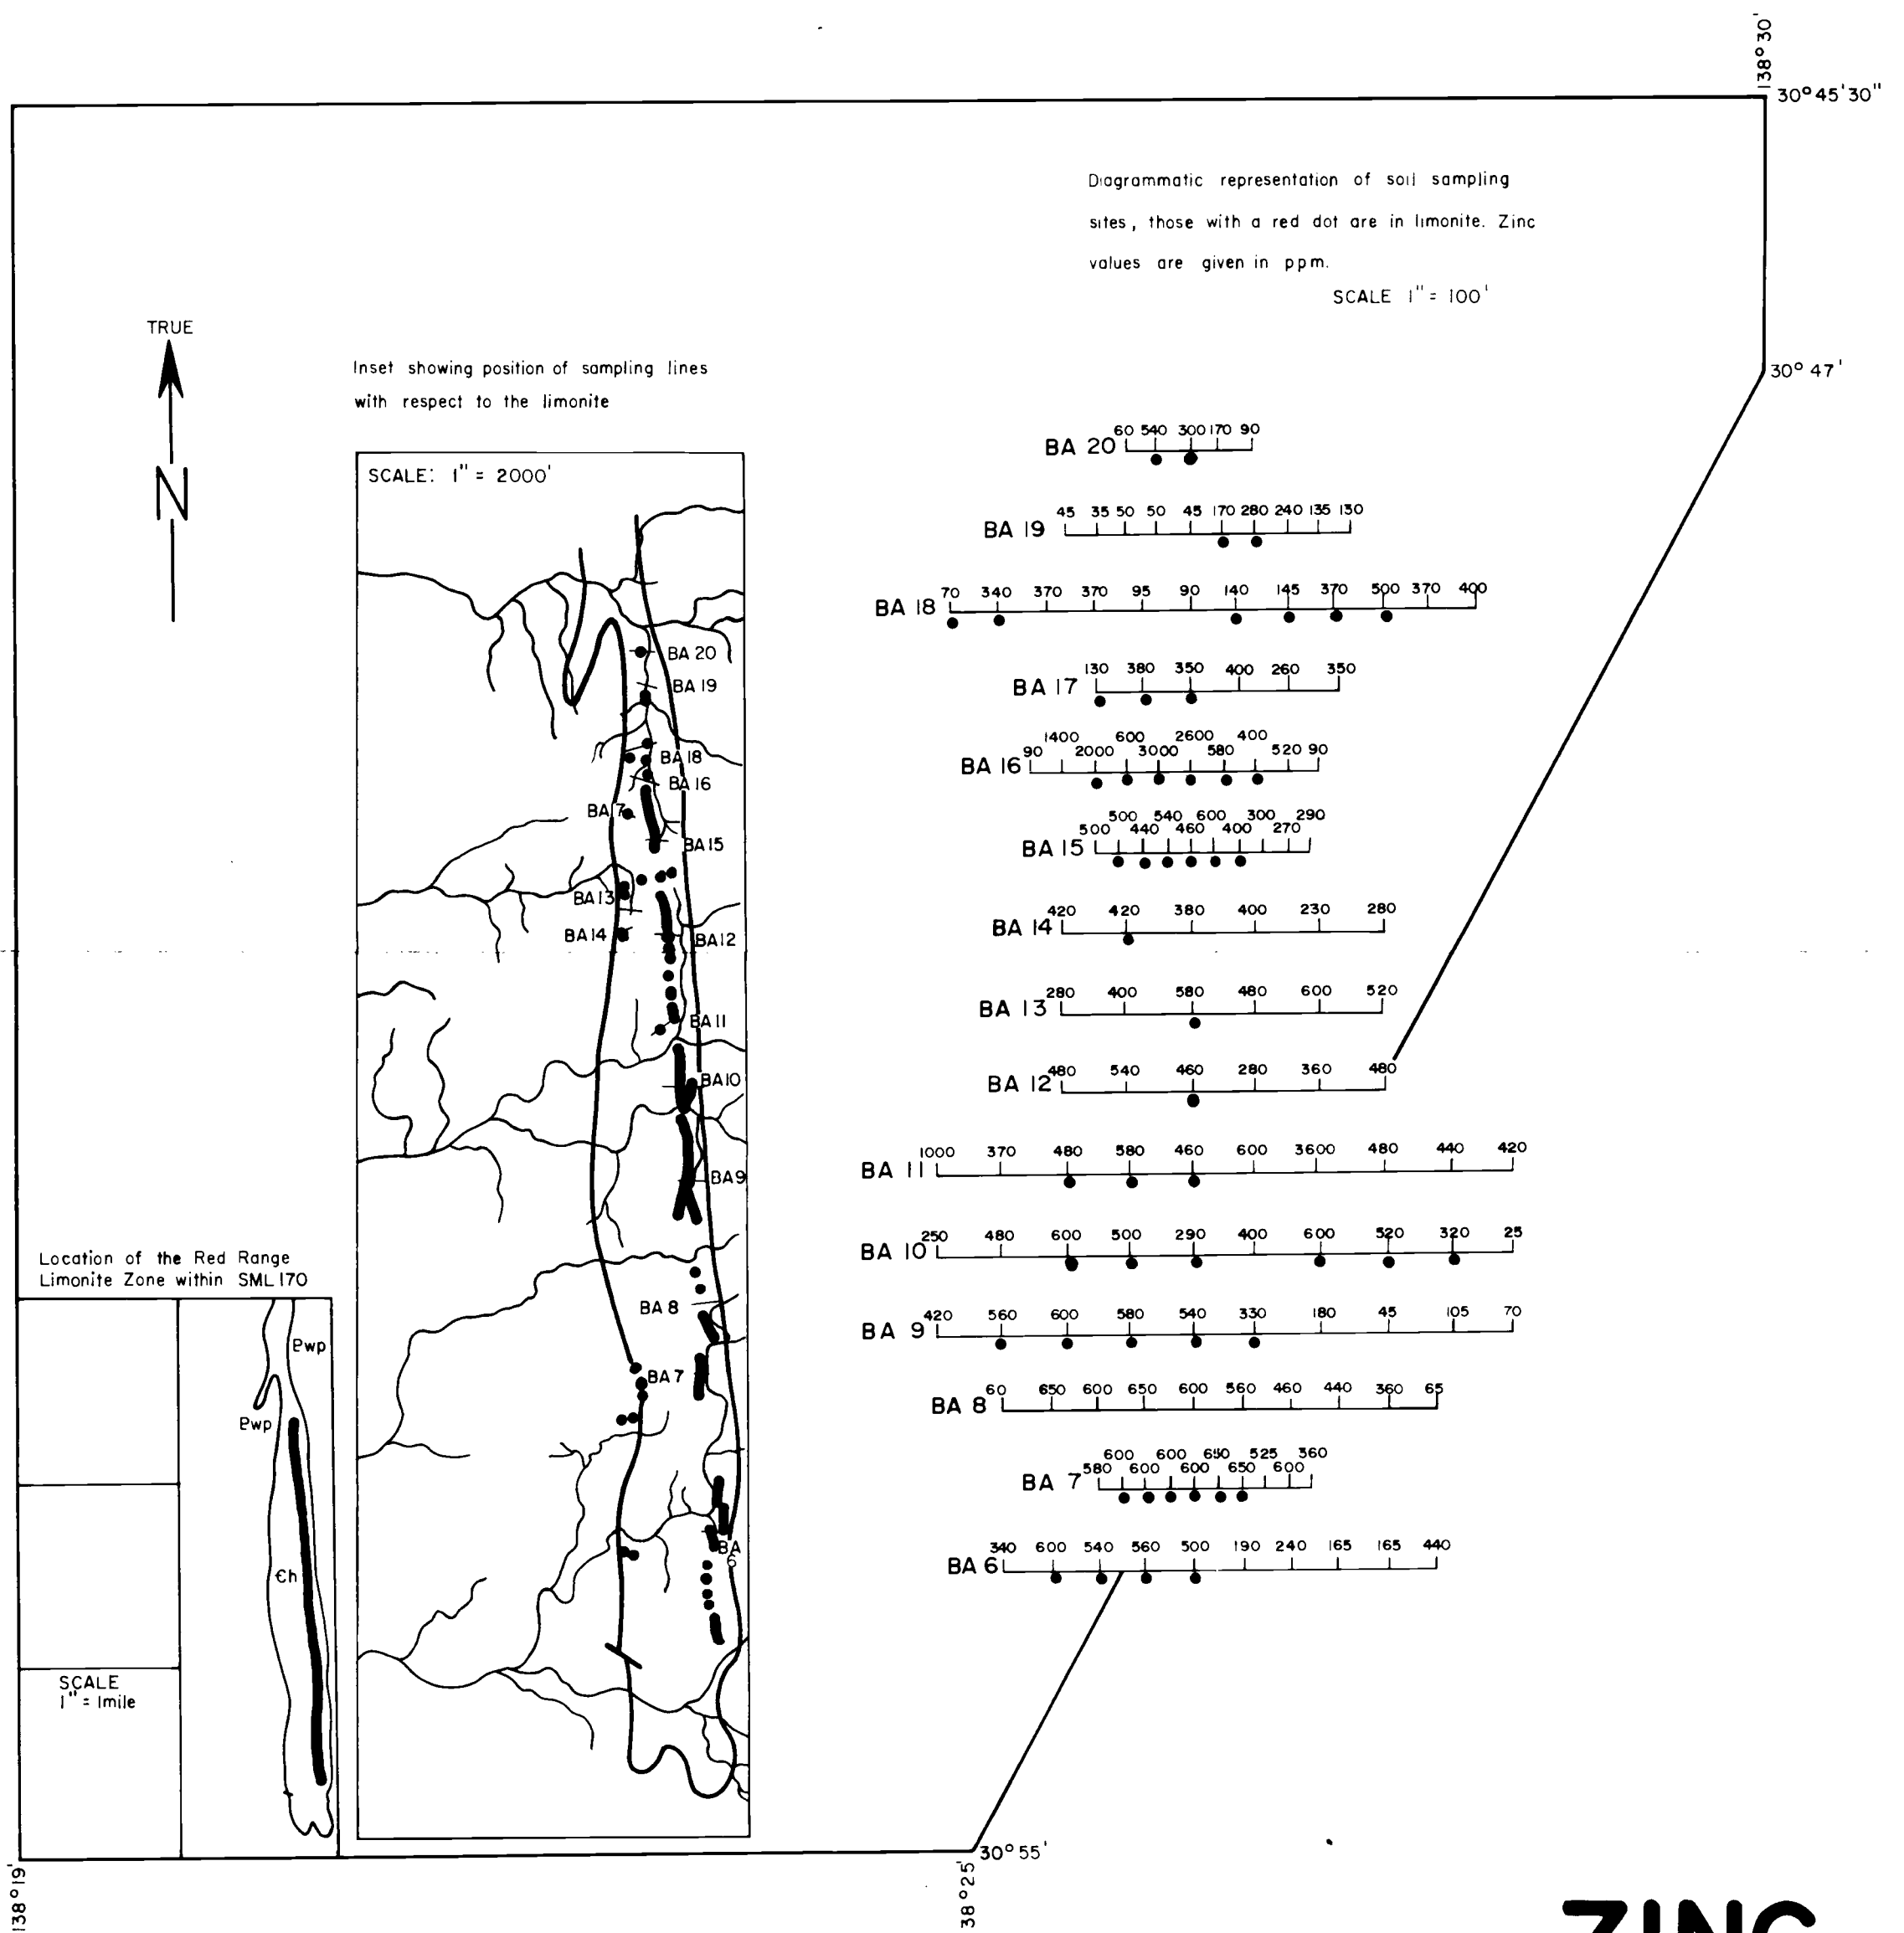 138°30'
30°45'30"
Diagrammatic representation of soil sampling
sites, those with a red dot are in limonite. Zinc
values are given in ppm.
SCALE 1" = 100'
TRUE
N
30° 47'
Inset showing position of sampling lines
with respect to the limonite
SCALE: 1" = 2000'
BA 20
BA 19
BA 18
BA 16
BA 17
BA 15
BA 13
BA 14
BA 12
BA 11
BA 10
BA 9
BA 8
BA 7
BA 6
60 540 300 170 90
BA 20
45 35 50 50 45 170 280 240 135 130
BA 19
70 340 370 370 95 90 140 145 370 500 370 400
BA 18
130 380 350 400 260 350
BA 17
1400 600 2600 400
90 2000 3000 580 520 90
BA 16
500 540 600 300 290
500 440 460 400 270
BA 15
420 420 380 400 230 280
BA 14
280 400 580 480 600 520
BA 13
480 540 460 280 360 480
BA 12
1000 370 480 580 460 600 3600 480 440 420
BA 11
250 480 600 500 290 400 600 520 320 25
BA 10
420 560 600 580 540 330 180 45 105 70
BA 9
60 650 600 650 600 560 460 440 360 65
BA 8
600 600 650 525 360
580 600 600 650 600
BA 7
340 600 540 560 500 190 240 165 165 440
BA 6
Location of the Red Range
Limonite Zone within SML 170
Pwp
Pwp
Єh
SCALE
1" = 1mile
30° 55'
138°19'
38°25'
ZINC